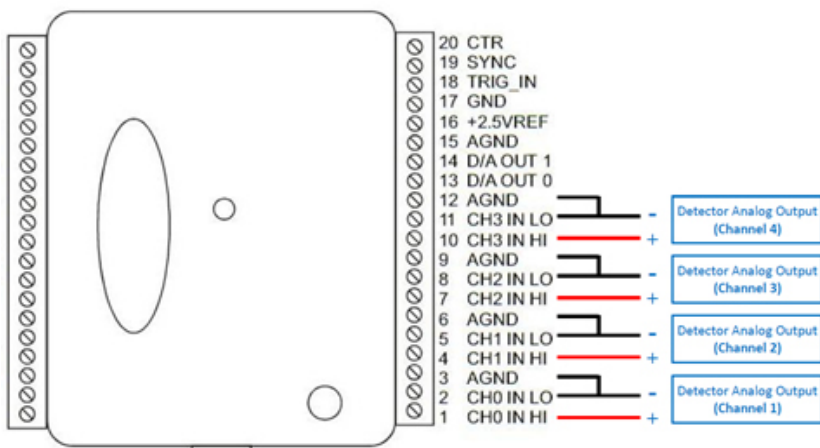 20 CTR
19 SYNC
18 TRIG_IN
17 GND
16 +2.5VREF
15 AGND
14 D/A OUT 1
13 D/A OUT 0
12 AGND
11 CH3 IN LO -
10 CH3 IN HI +
Detector Analog Output
(Channel 4)
9 AGND
8 CH2 IN LO -
7 CH2 IN HI +
Detector Analog Output
(Channel 3)
6 AGND
5 CH1 IN LO -
4 CH1 IN HI +
Detector Analog Output
(Channel 2)
3 AGND
2 CH0 IN LO -
1 CH0 IN HI +
Detector Analog Output
(Channel 1)